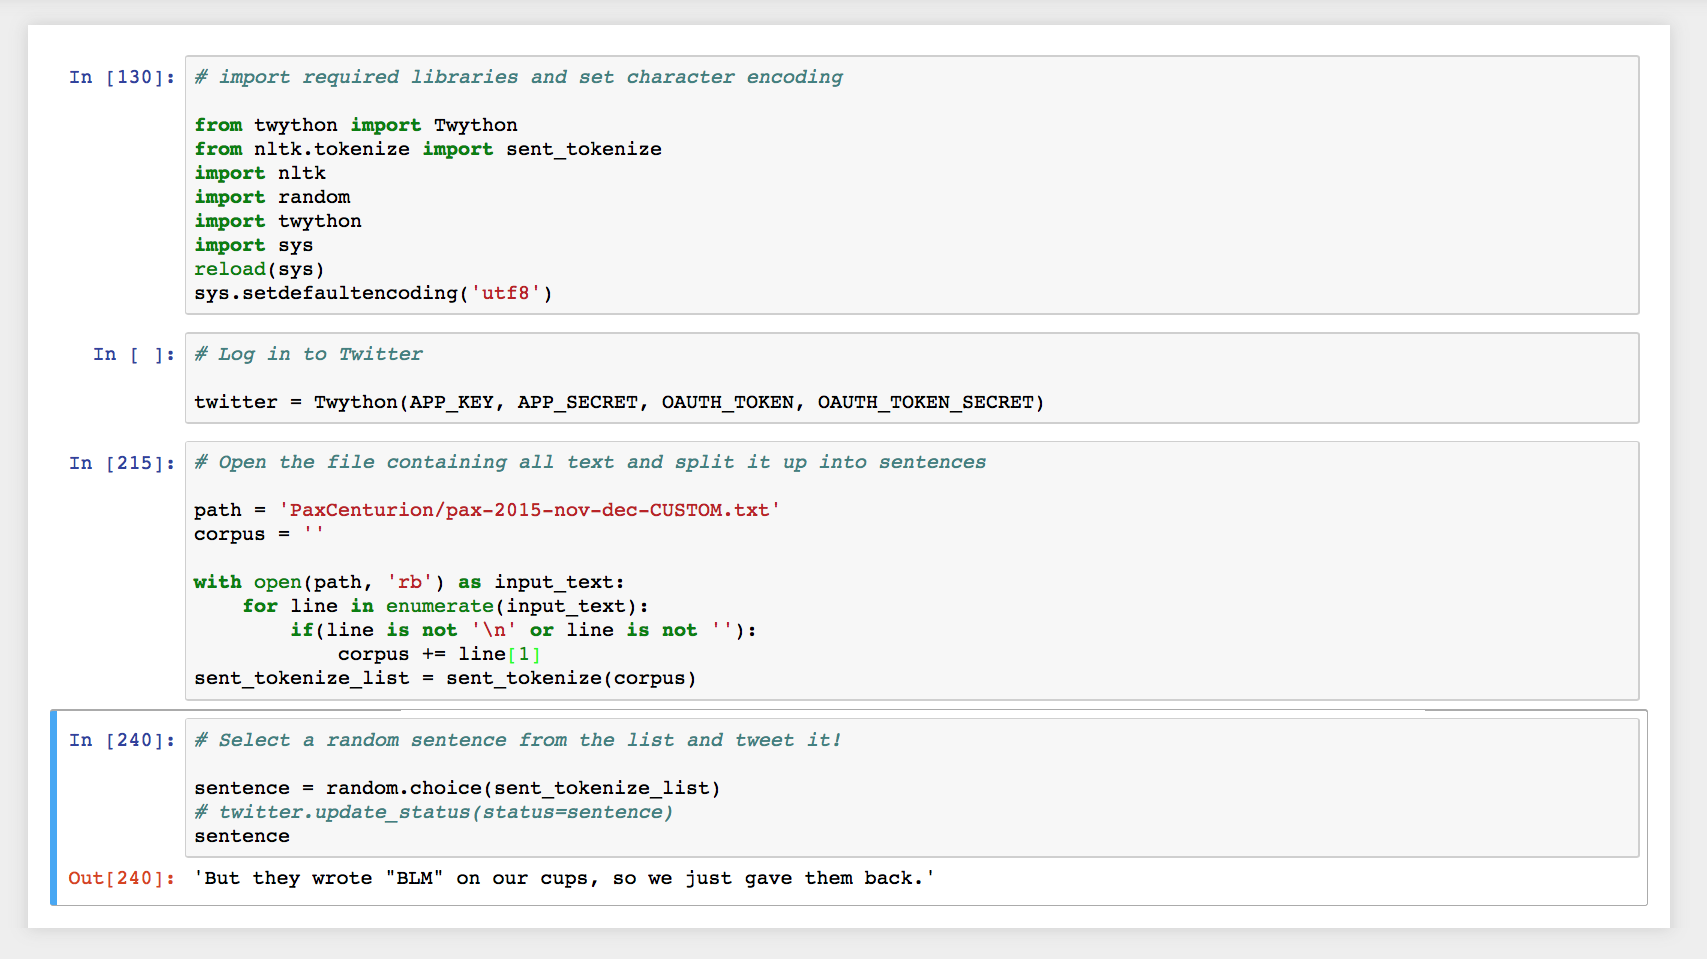 In [130]:
# import required libraries and set character encoding
from twython import Twython
from nltk.tokenize import sent_tokenize
import nltk
import random
import twython
import sys
reload(sys)
sys.setdefaultencoding('utf8')
In [ ]:
# Log in to Twitter
twitter = Twython(APP_KEY, APP_SECRET, OAUTH_TOKEN, OAUTH_TOKEN_SECRET)
In [215]:
# Open the file containing all text and split it up into sentences
path = 'PaxCenturion/pax-2015-nov-dec-CUSTOM.txt'
corpus = ''
with open(path, 'rb') as input_text:
    for line in enumerate(input_text):
        if(line is not '\n' or line is not ''):
            corpus += line[1]
sent_tokenize_list = sent_tokenize(corpus)
In [240]:
# Select a random sentence from the list and tweet it!
sentence = random.choice(sent_tokenize_list)
# twitter.update_status(status=sentence)
sentence
Out[240]: 'But they wrote "BLM" on our cups, so we just gave them back.'